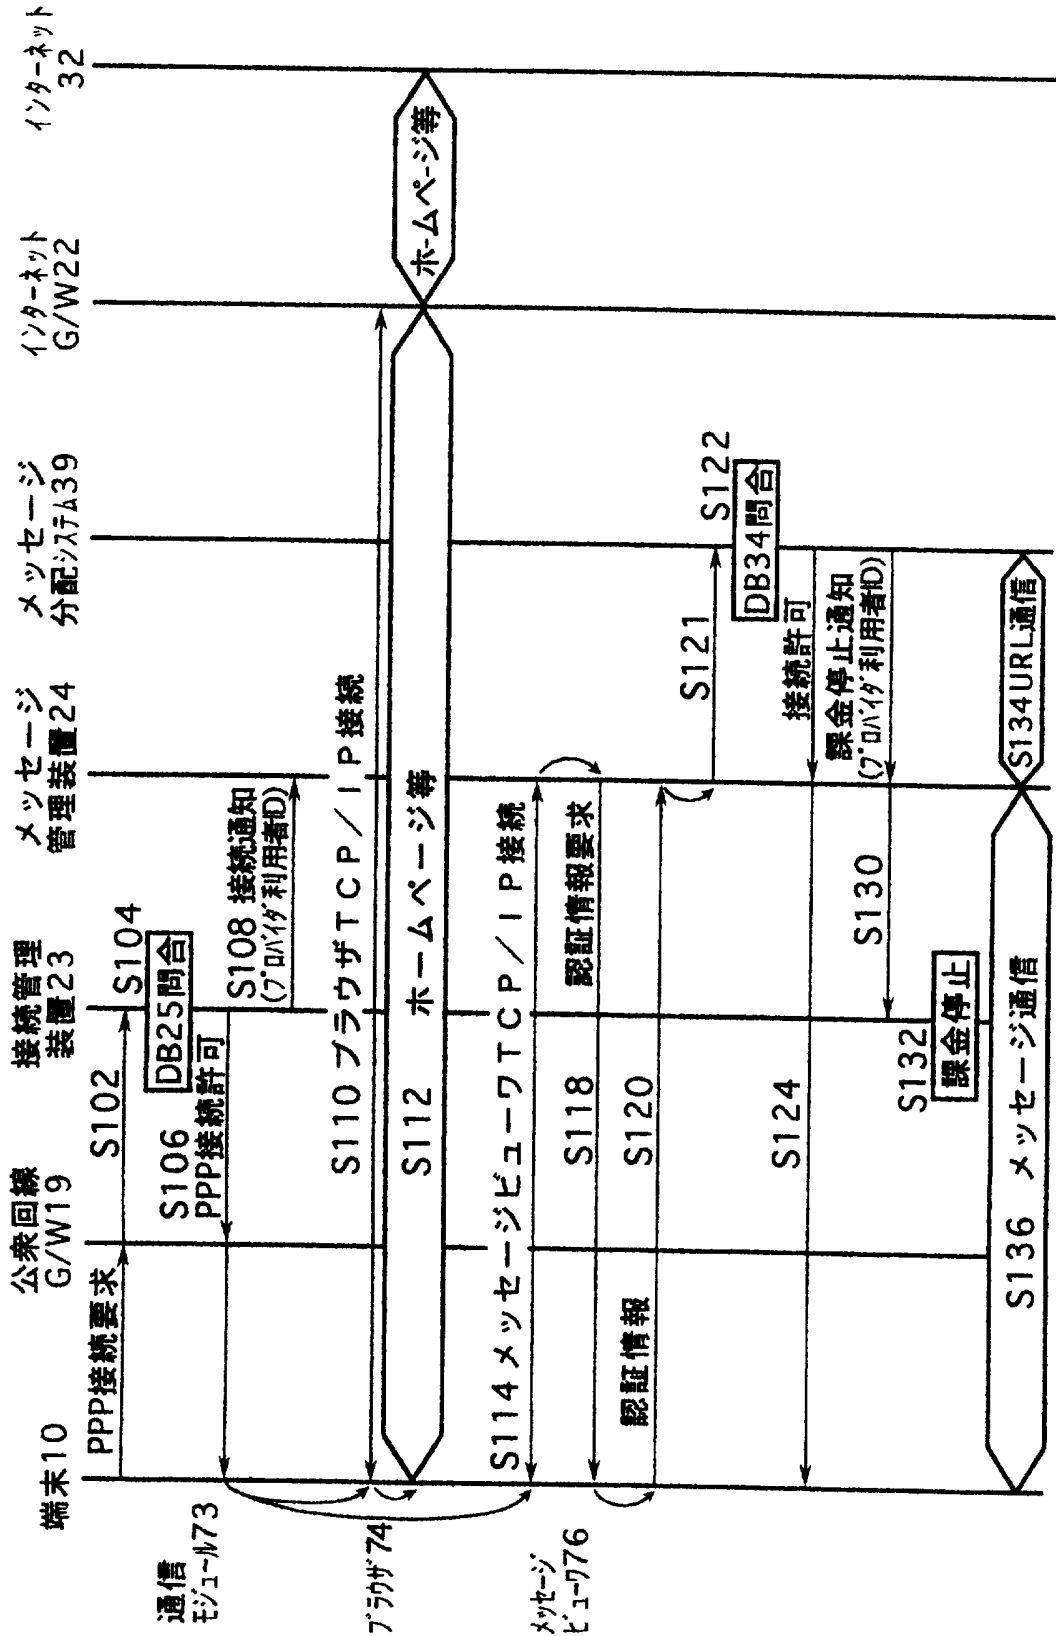 端末10
公衆回線
G/W19
接続管理
装置23
メッセージ
管理装置24
メッセージ
分配システム39
インターネット
G/W22
インターネット
32
通信
モジュール73
ブラウザ74
メッセージ
ビューワ76
PPP接続要求
S102
S104
DB25問合
S106
PPP接続許可
S108 接続通知
(プロバイダ利用者ID)
S110 ブラウザTCP/IP接続
S112 ホームページ等
ホームページ等
S114 メッセージビューワTCP/IP接続
S118 認証情報要求
認証情報
S120
S121
S122
DB34問合
接続許可
S124
課金停止通知
(プロバイダ利用者ID)
S130
S132
課金停止
S134URL通信
S136 メッセージ通信